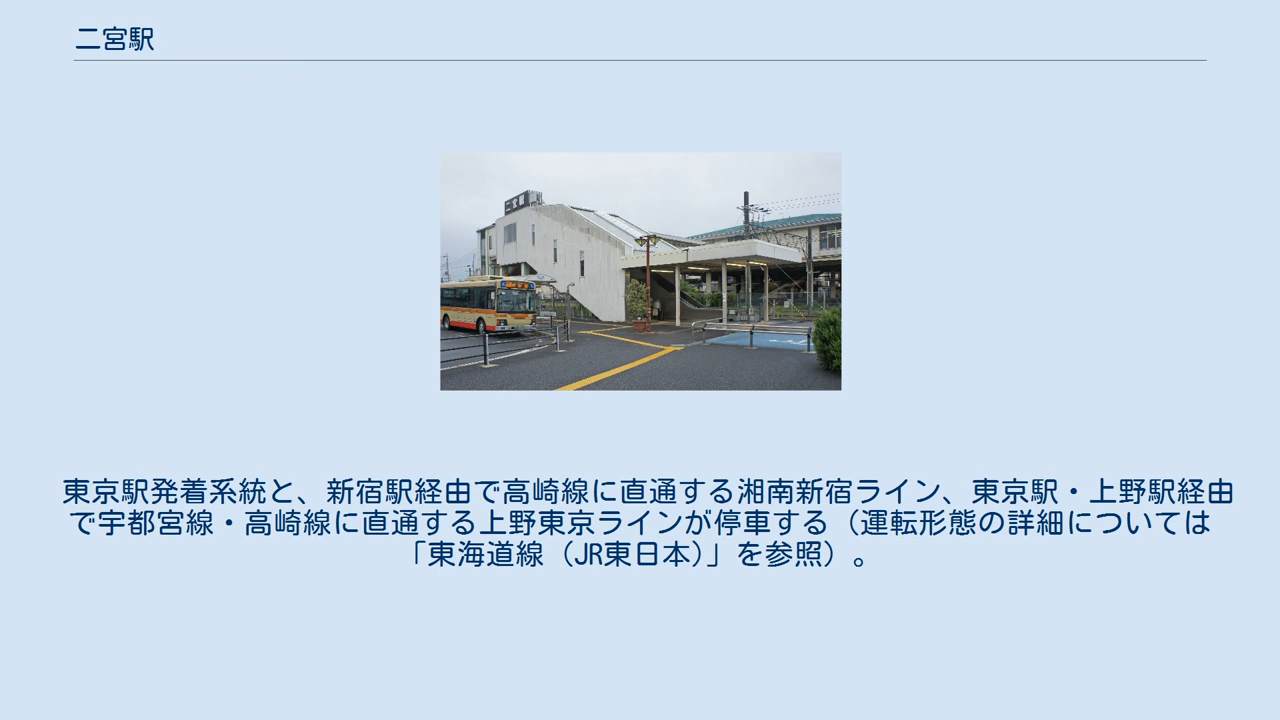 二宮駅
二宮駅
東京駅発着系統と、新宿駅経由で高崎線に直通する湘南新宿ライン、東京駅・上野駅経由
で宇都宮線・高崎線に直通する上野東京ラインが停車する（運転形態の詳細については
「東海道線（JR東日本）」を参照）。